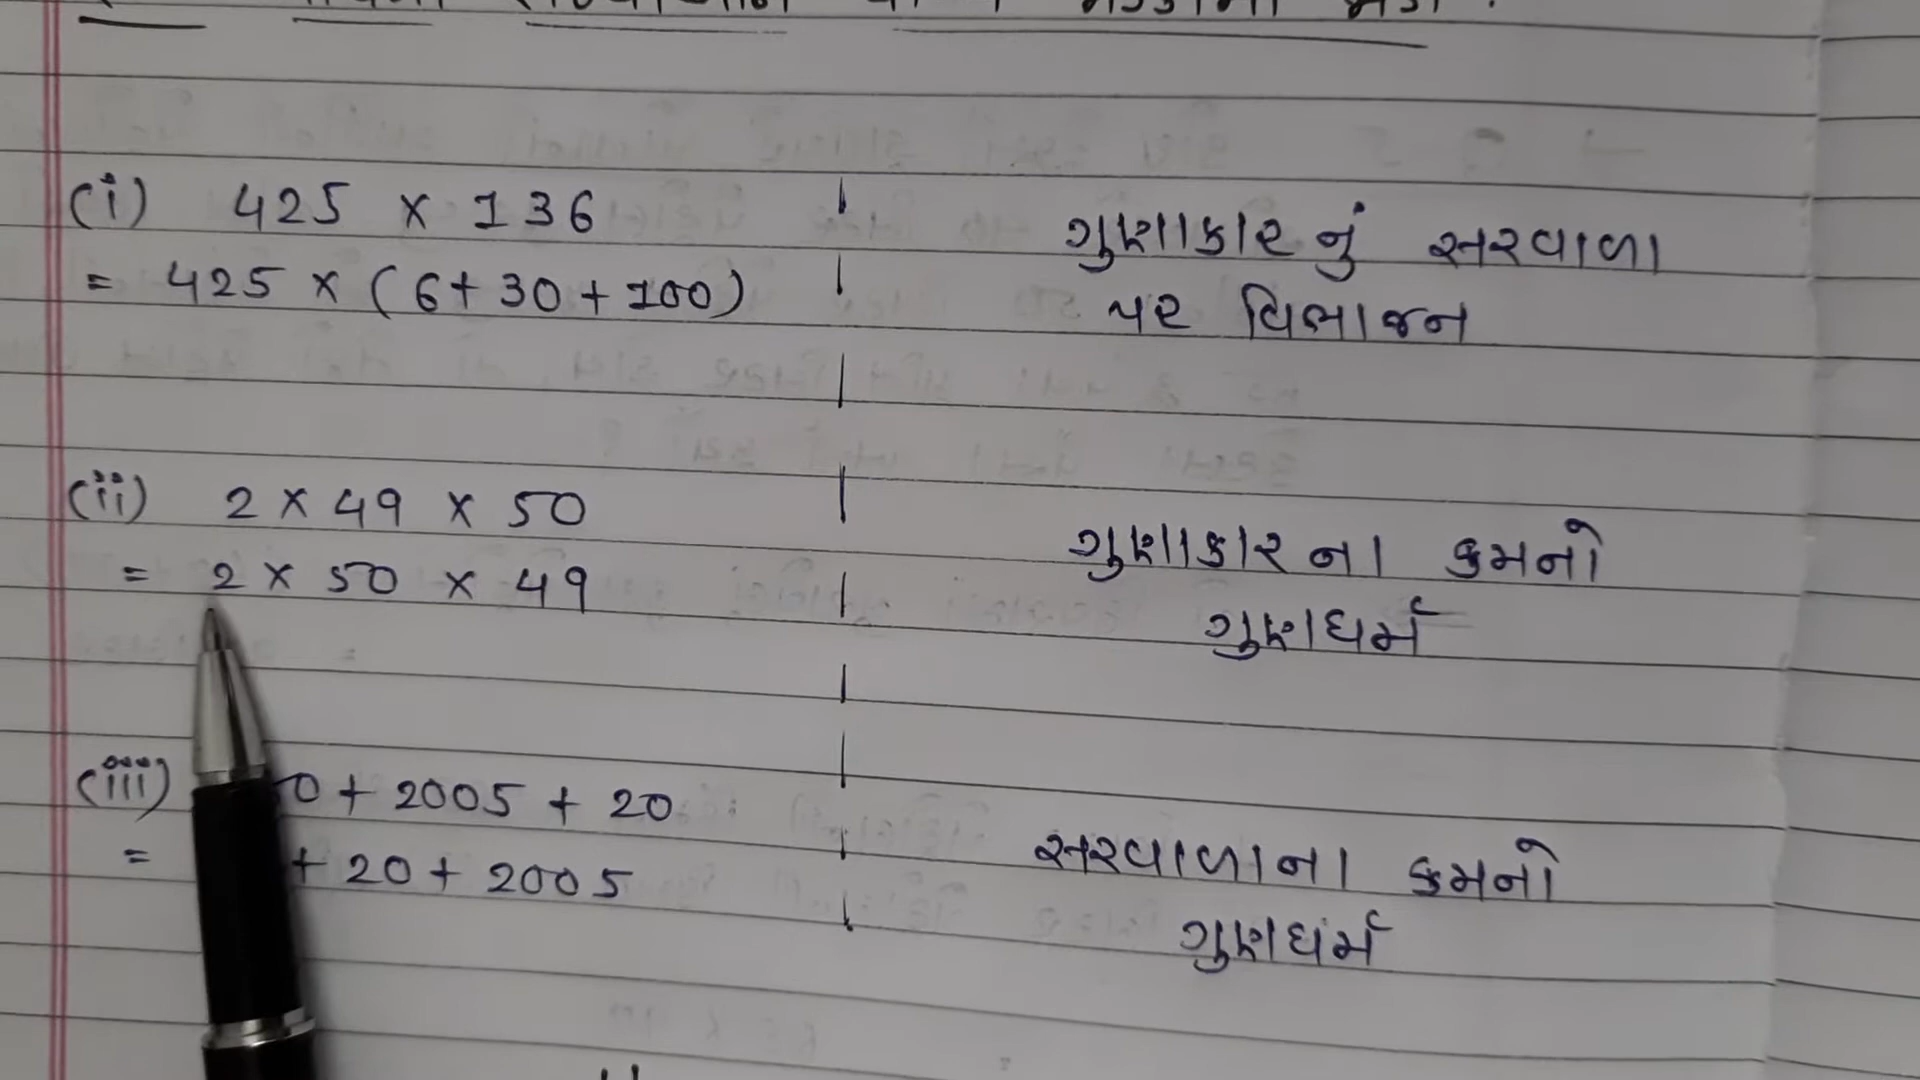 (i) 425 × 136
= 425 × (6 + 30 + 100)
ગુણાકારનું સરવાળા
પર વિભાજન
(ii) 2 × 49 × 50
= 2 × 50 × 49
ગુણાકારના ક્રમનો
ગુણધર્મ
(iii) 0 + 2005 + 20
= + 20 + 2005
સરવાળાના ક્રમનો
ગુણધર્મ